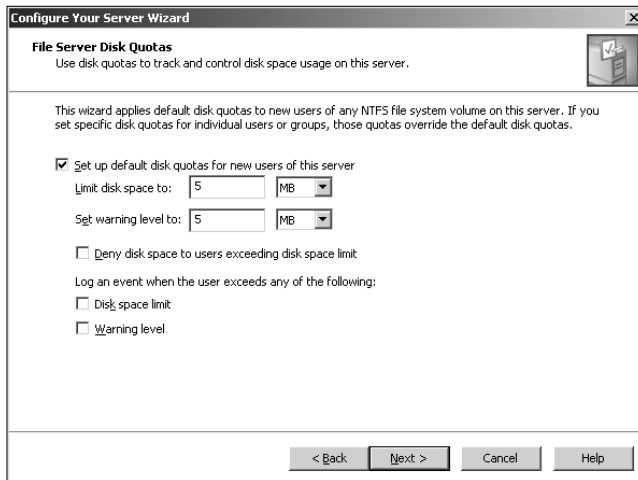 Configure Your Server Wizard
File Server Disk Quotas
Use disk quotas to track and control disk space usage on this server.
This wizard applies default disk quotas to new users of any NTFS file system volume on this server. If you
set specific disk quotas for individual users or groups, those quotas override the default disk quotas.
Set up default disk quotas for new users of this server
Limit disk space to: 5 MB
Set warning level to: 5 MB
Deny disk space to users exceeding disk space limit
Log an event when the user exceeds any of the following:
Disk space limit
Warning level
< Back Next > Cancel Help